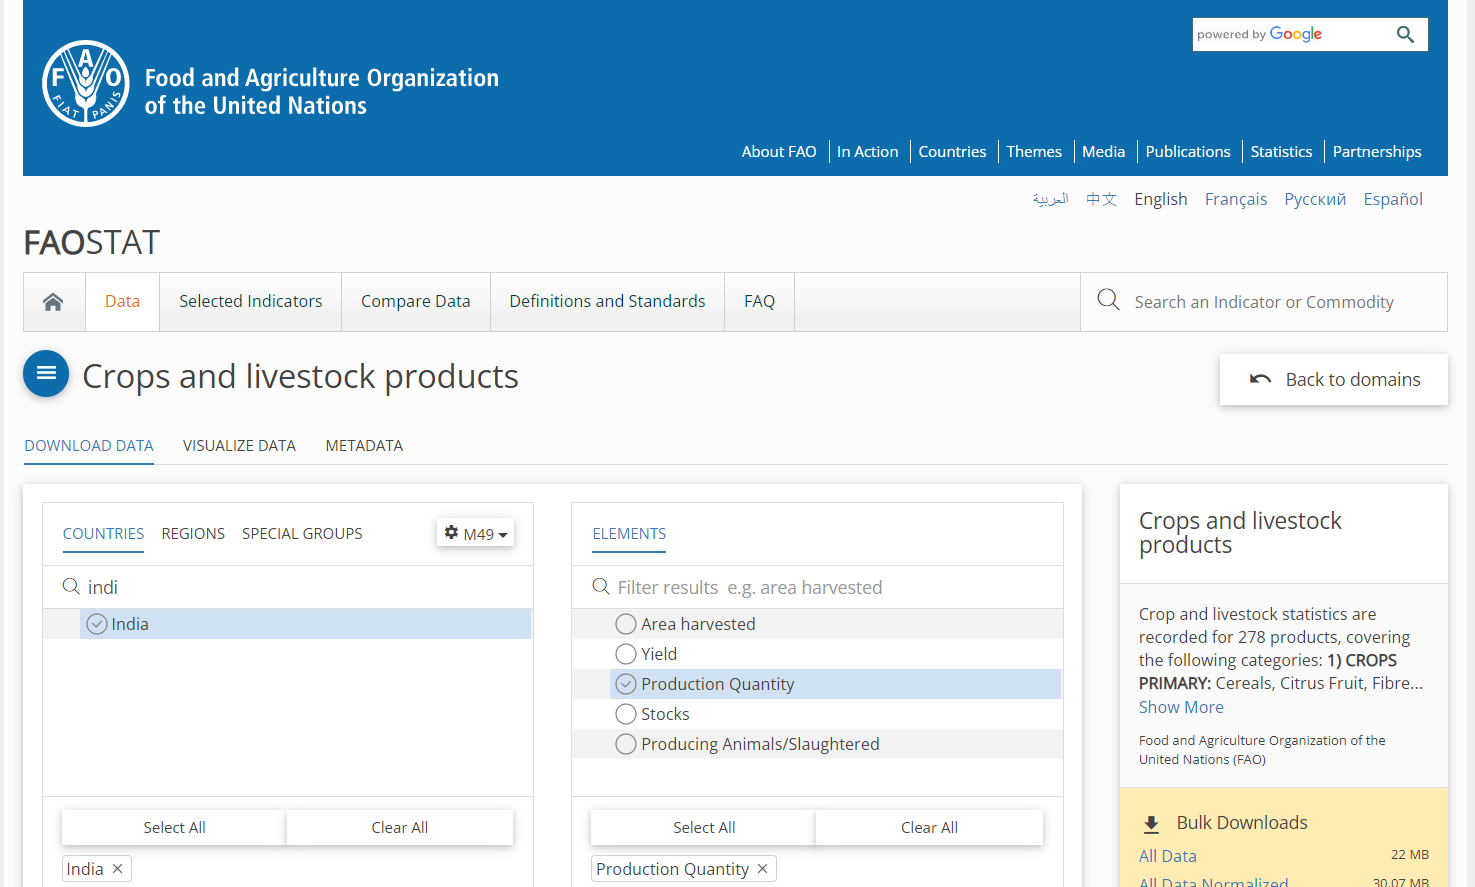 powered by Google
FAO
FIAT PANIS
Food and Agriculture Organization
of the United Nations
About FAO In Action Countries Themes Media Publications Statistics Partnerships
العربية 中文 English Français Русский Español
FAOSTAT
Data Selected Indicators Compare Data Definitions and Standards FAQ Search an Indicator or Commodity
Crops and livestock products
Back to domains
DOWNLOAD DATA VISUALIZE DATA METADATA
COUNTRIES REGIONS SPECIAL GROUPS M49
indi
India
Select All Clear All
India ×
ELEMENTS
Filter results e.g. area harvested
Area harvested
Yield
Production Quantity
Stocks
Producing Animals/Slaughtered
Select All Clear All
Production Quantity ×
Crops and livestock
products
Crop and livestock statistics are
recorded for 278 products, covering
the following categories: 1) CROPS
PRIMARY: Cereals, Citrus Fruit, Fibre...
Show More
Food and Agriculture Organization of the
United Nations (FAO)
Bulk Downloads
All Data 22 MB
All Data Normalized 30.07 MB